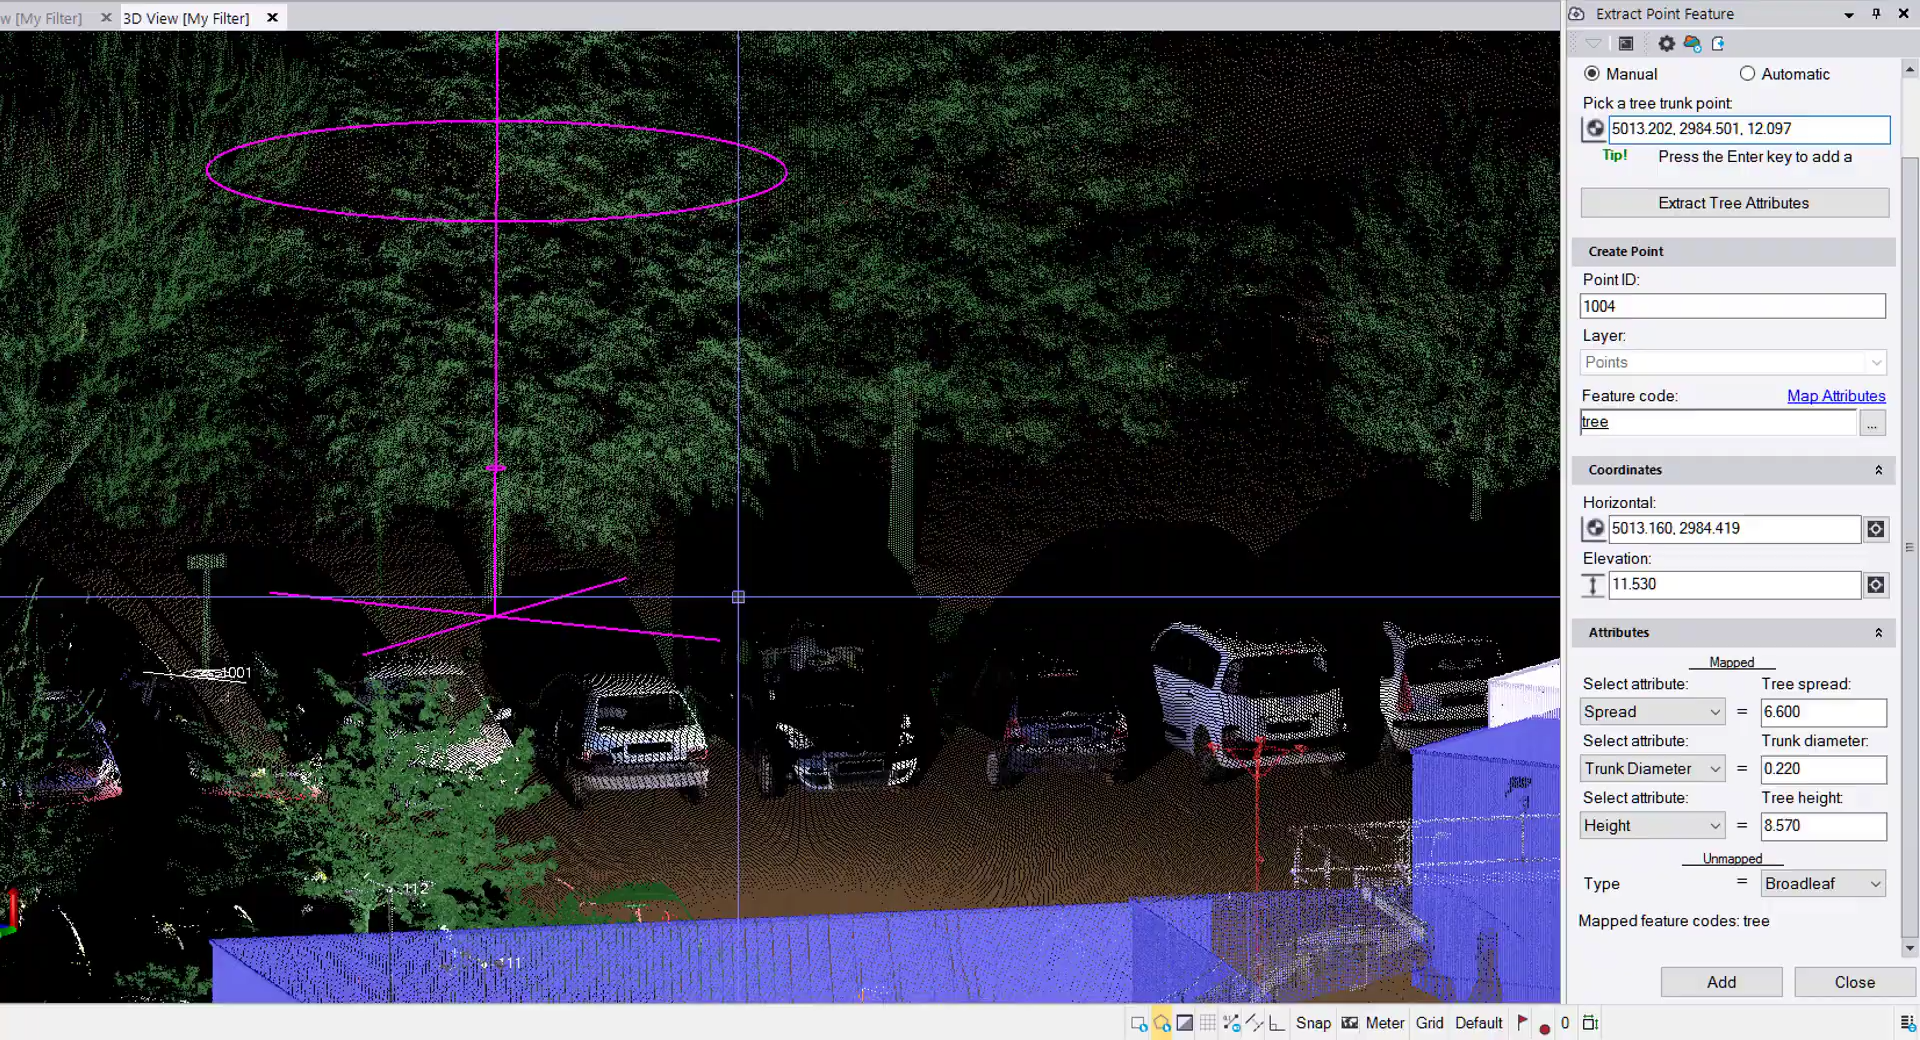 w [My Filter]
3D View [My Filter]
Extract Point Feature
Manual
Automatic
Pick a tree trunk point:
5013.202, 2984.501, 12.097
Tip!
Press the Enter key to add a
Extract Tree Attributes
Create Point
Point ID:
1004
Layer:
Points
Feature code:
Map Attributes
tree
...
Coordinates
Horizontal:
5013.160, 2984.419
Elevation:
11.530
Attributes
Mapped
Select attribute:
Tree spread:
Spread
=
6.600
Select attribute:
Trunk diameter:
Trunk Diameter
=
0.220
Select attribute:
Tree height:
Height
=
8.570
Unmapped
Type
=
Broadleaf
Mapped feature codes: tree
Add
Close
1001
112
111
Snap
Meter
Grid
Default
0